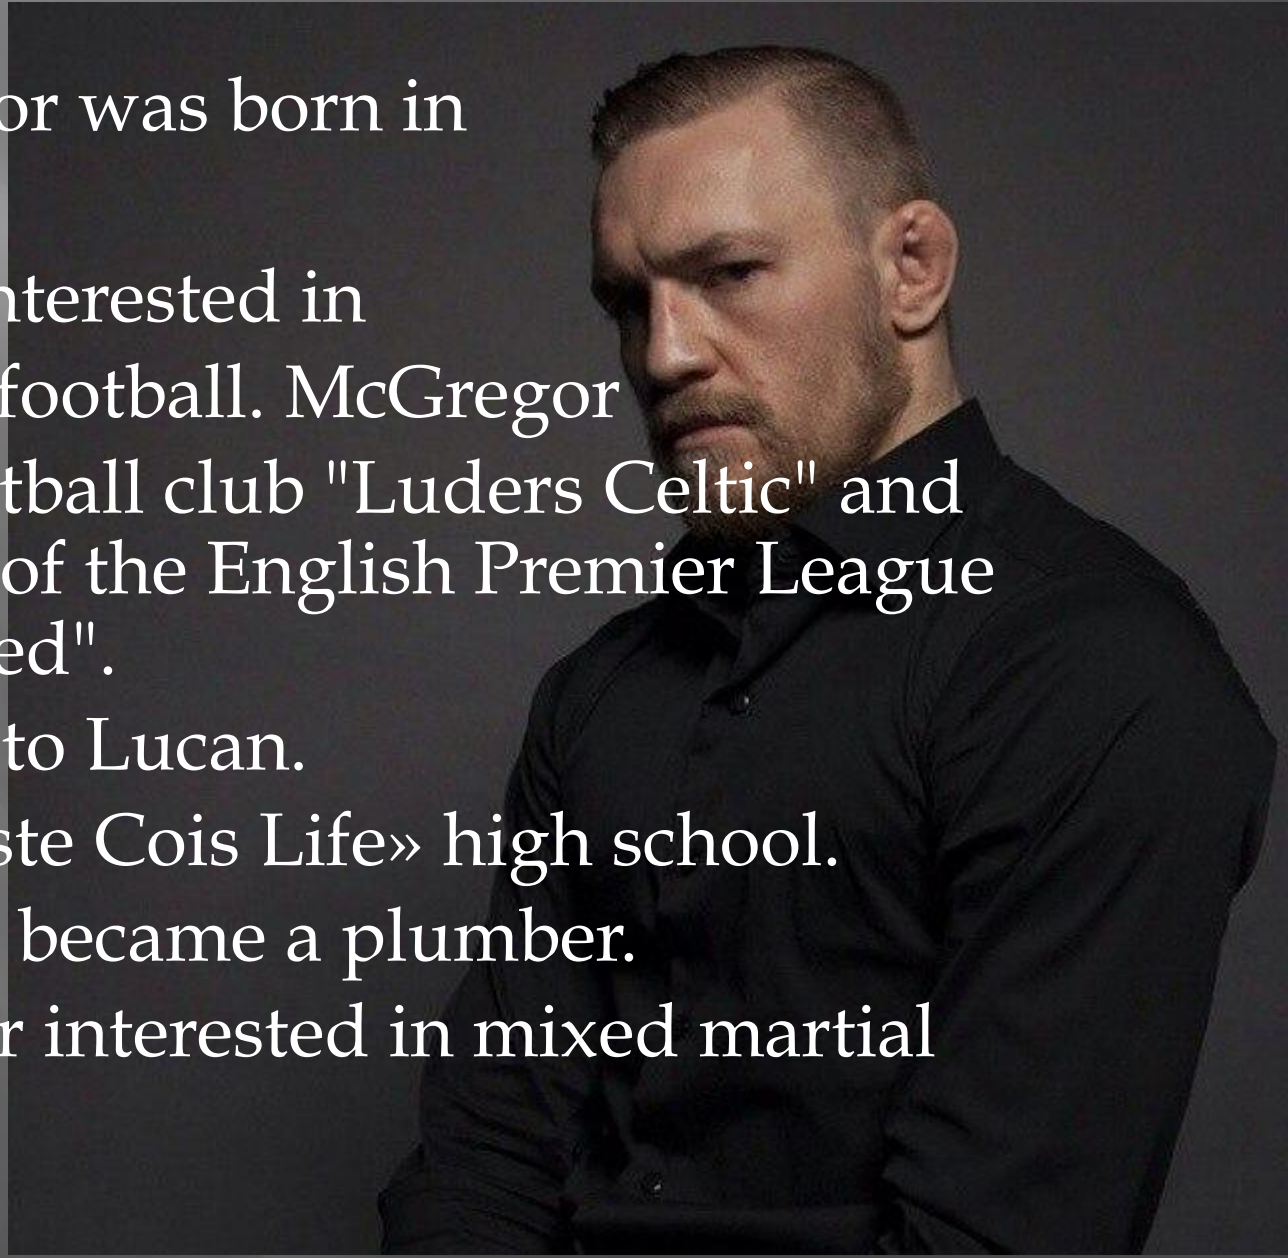 or was born in
nterested in
football. McGregor
tball club "Luders Celtic" and
of the English Premier League
ed".
to Lucan.
ste Cois Life» high school.
became a plumber.
r interested in mixed martial